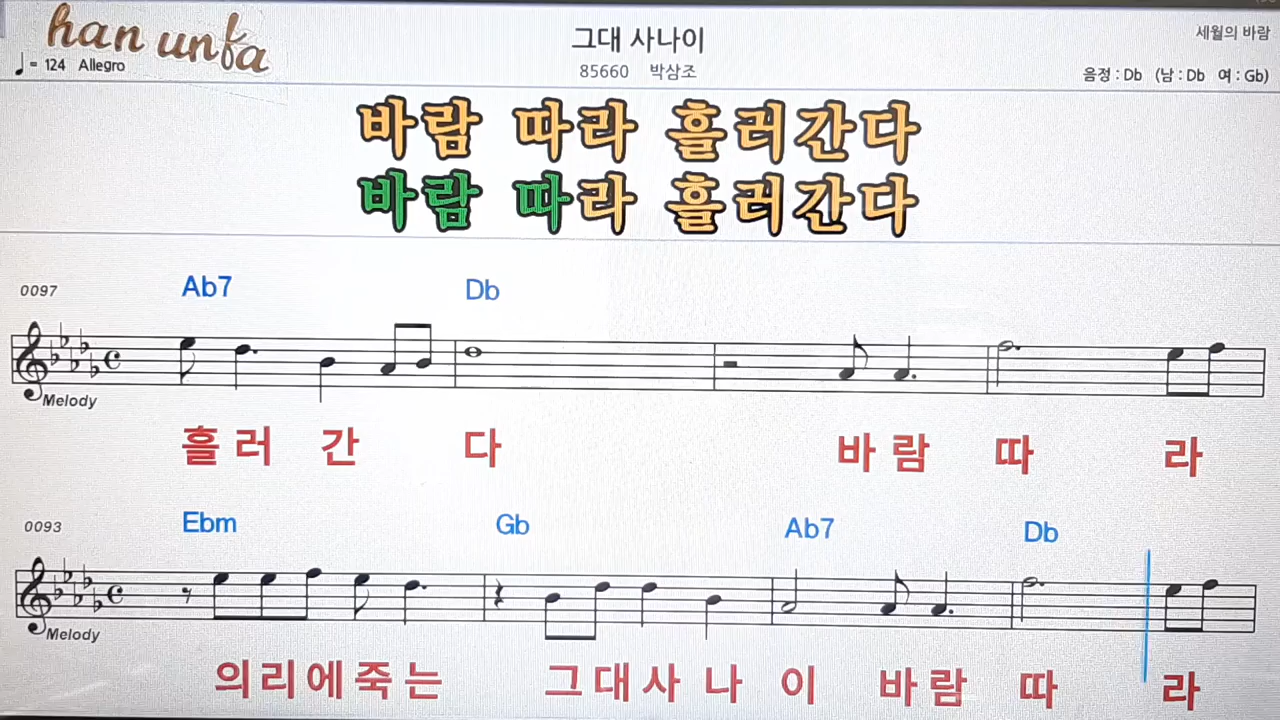 han unfa
그대 사나이
세월의 바람
♩= 124 Allegro
85660 박삼조
음정 : Db (남 : Db 여 : Gb)
바람 따라 흘러간다
바람 따라 흘러간다
0097 Ab7 Db
Melody
흘러 간 다 바 람 따 라
0093 Ebm Gb Ab7 Db
Melody
의리에죽는 그대사 나 이 바람 따 라